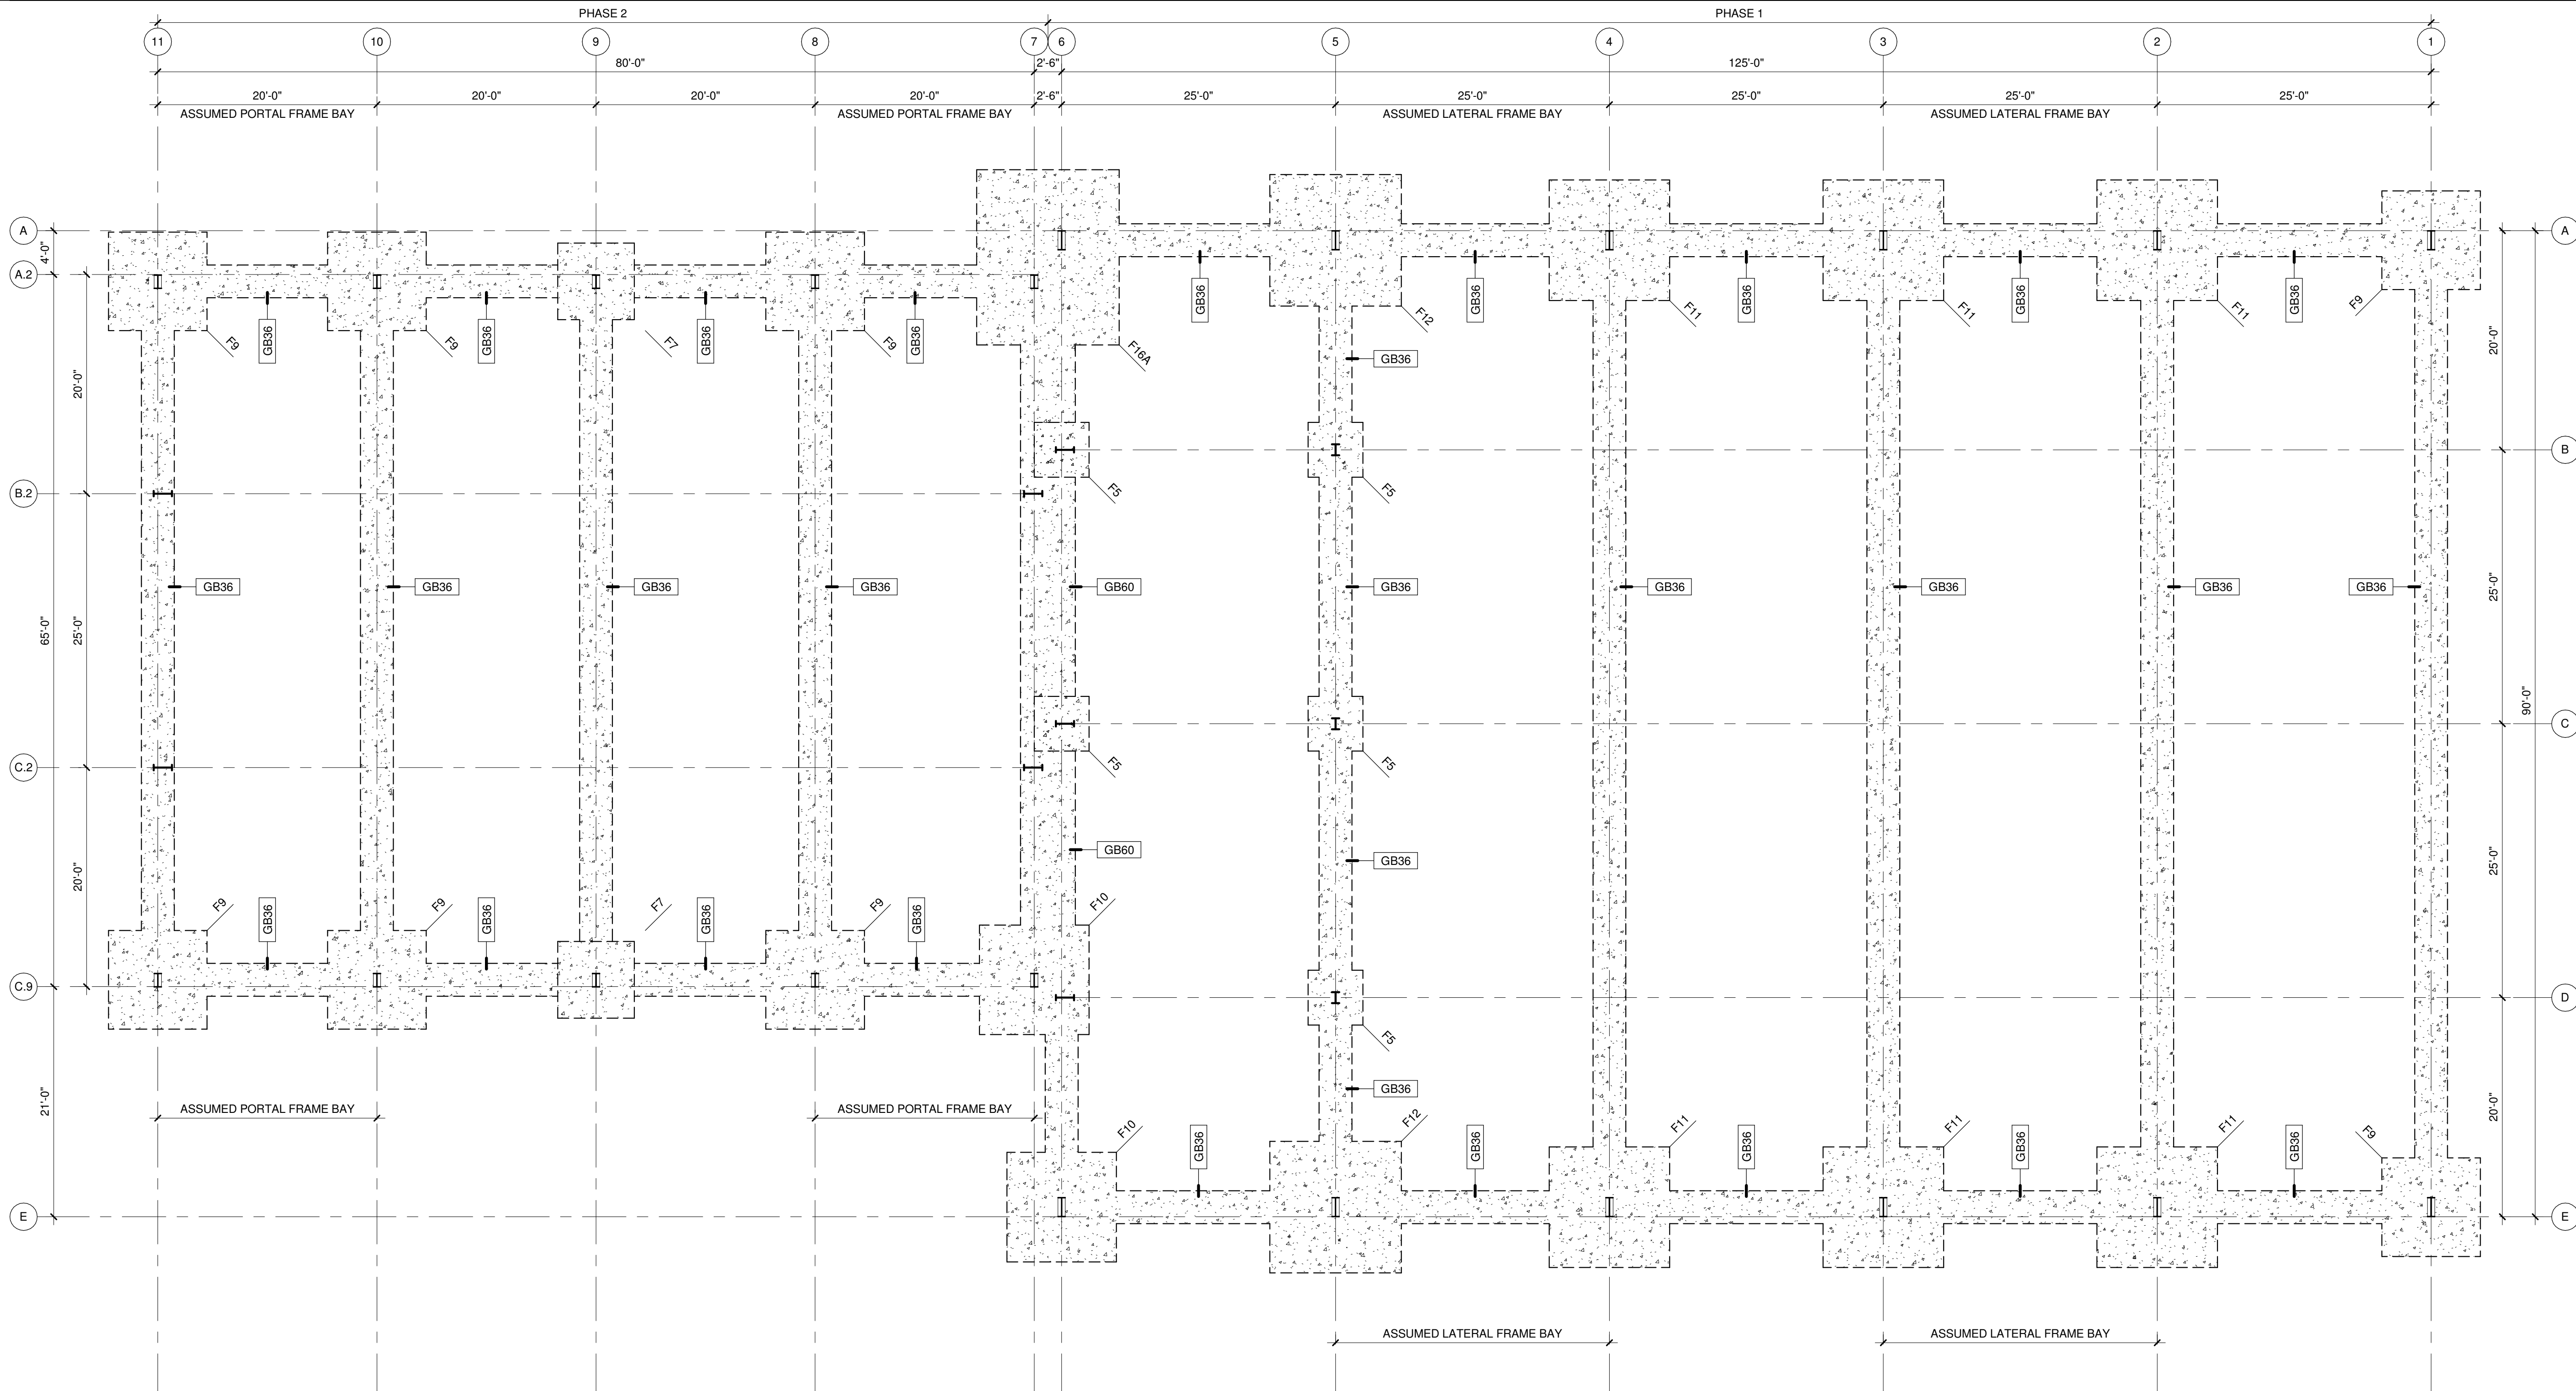 PHASE 2
PHASE 1
11
10
9
8
7
6
5
4
3
2
1
80'-0"
2'-6"
125'-0"
20'-0"
20'-0"
20'-0"
20'-0"
2'-6"
25'-0"
25'-0"
25'-0"
25'-0"
25'-0"
ASSUMED PORTAL FRAME BAY
ASSUMED PORTAL FRAME BAY
ASSUMED LATERAL FRAME BAY
ASSUMED LATERAL FRAME BAY
A
A
4'-0"
A.2
GB36
GB36
GB36
GB36
GB36
F12
F11
F11
F11
F9
F9
GB36
F9
GB36
F7
GB36
F9
GB36
F16A
20'-0"
GB36
20'-0"
B
B.2
F5
F5
GB36
GB36
GB36
GB36
GB60
GB36
GB36
GB36
GB36
GB36
25'-0"
65'-0"
25'-0"
90'-0"
C
C.2
F5
F5
GB60
GB36
25'-0"
20'-0"
F9
GB36
F9
GB36
F7
GB36
F9
GB36
F10
C.9
D
F5
GB36
21'-0"
20'-0"
ASSUMED PORTAL FRAME BAY
ASSUMED PORTAL FRAME BAY
F10
GB36
F12
GB36
F11
GB36
F11
GB36
F11
GB36
F9
E
E
ASSUMED LATERAL FRAME BAY
ASSUMED LATERAL FRAME BAY